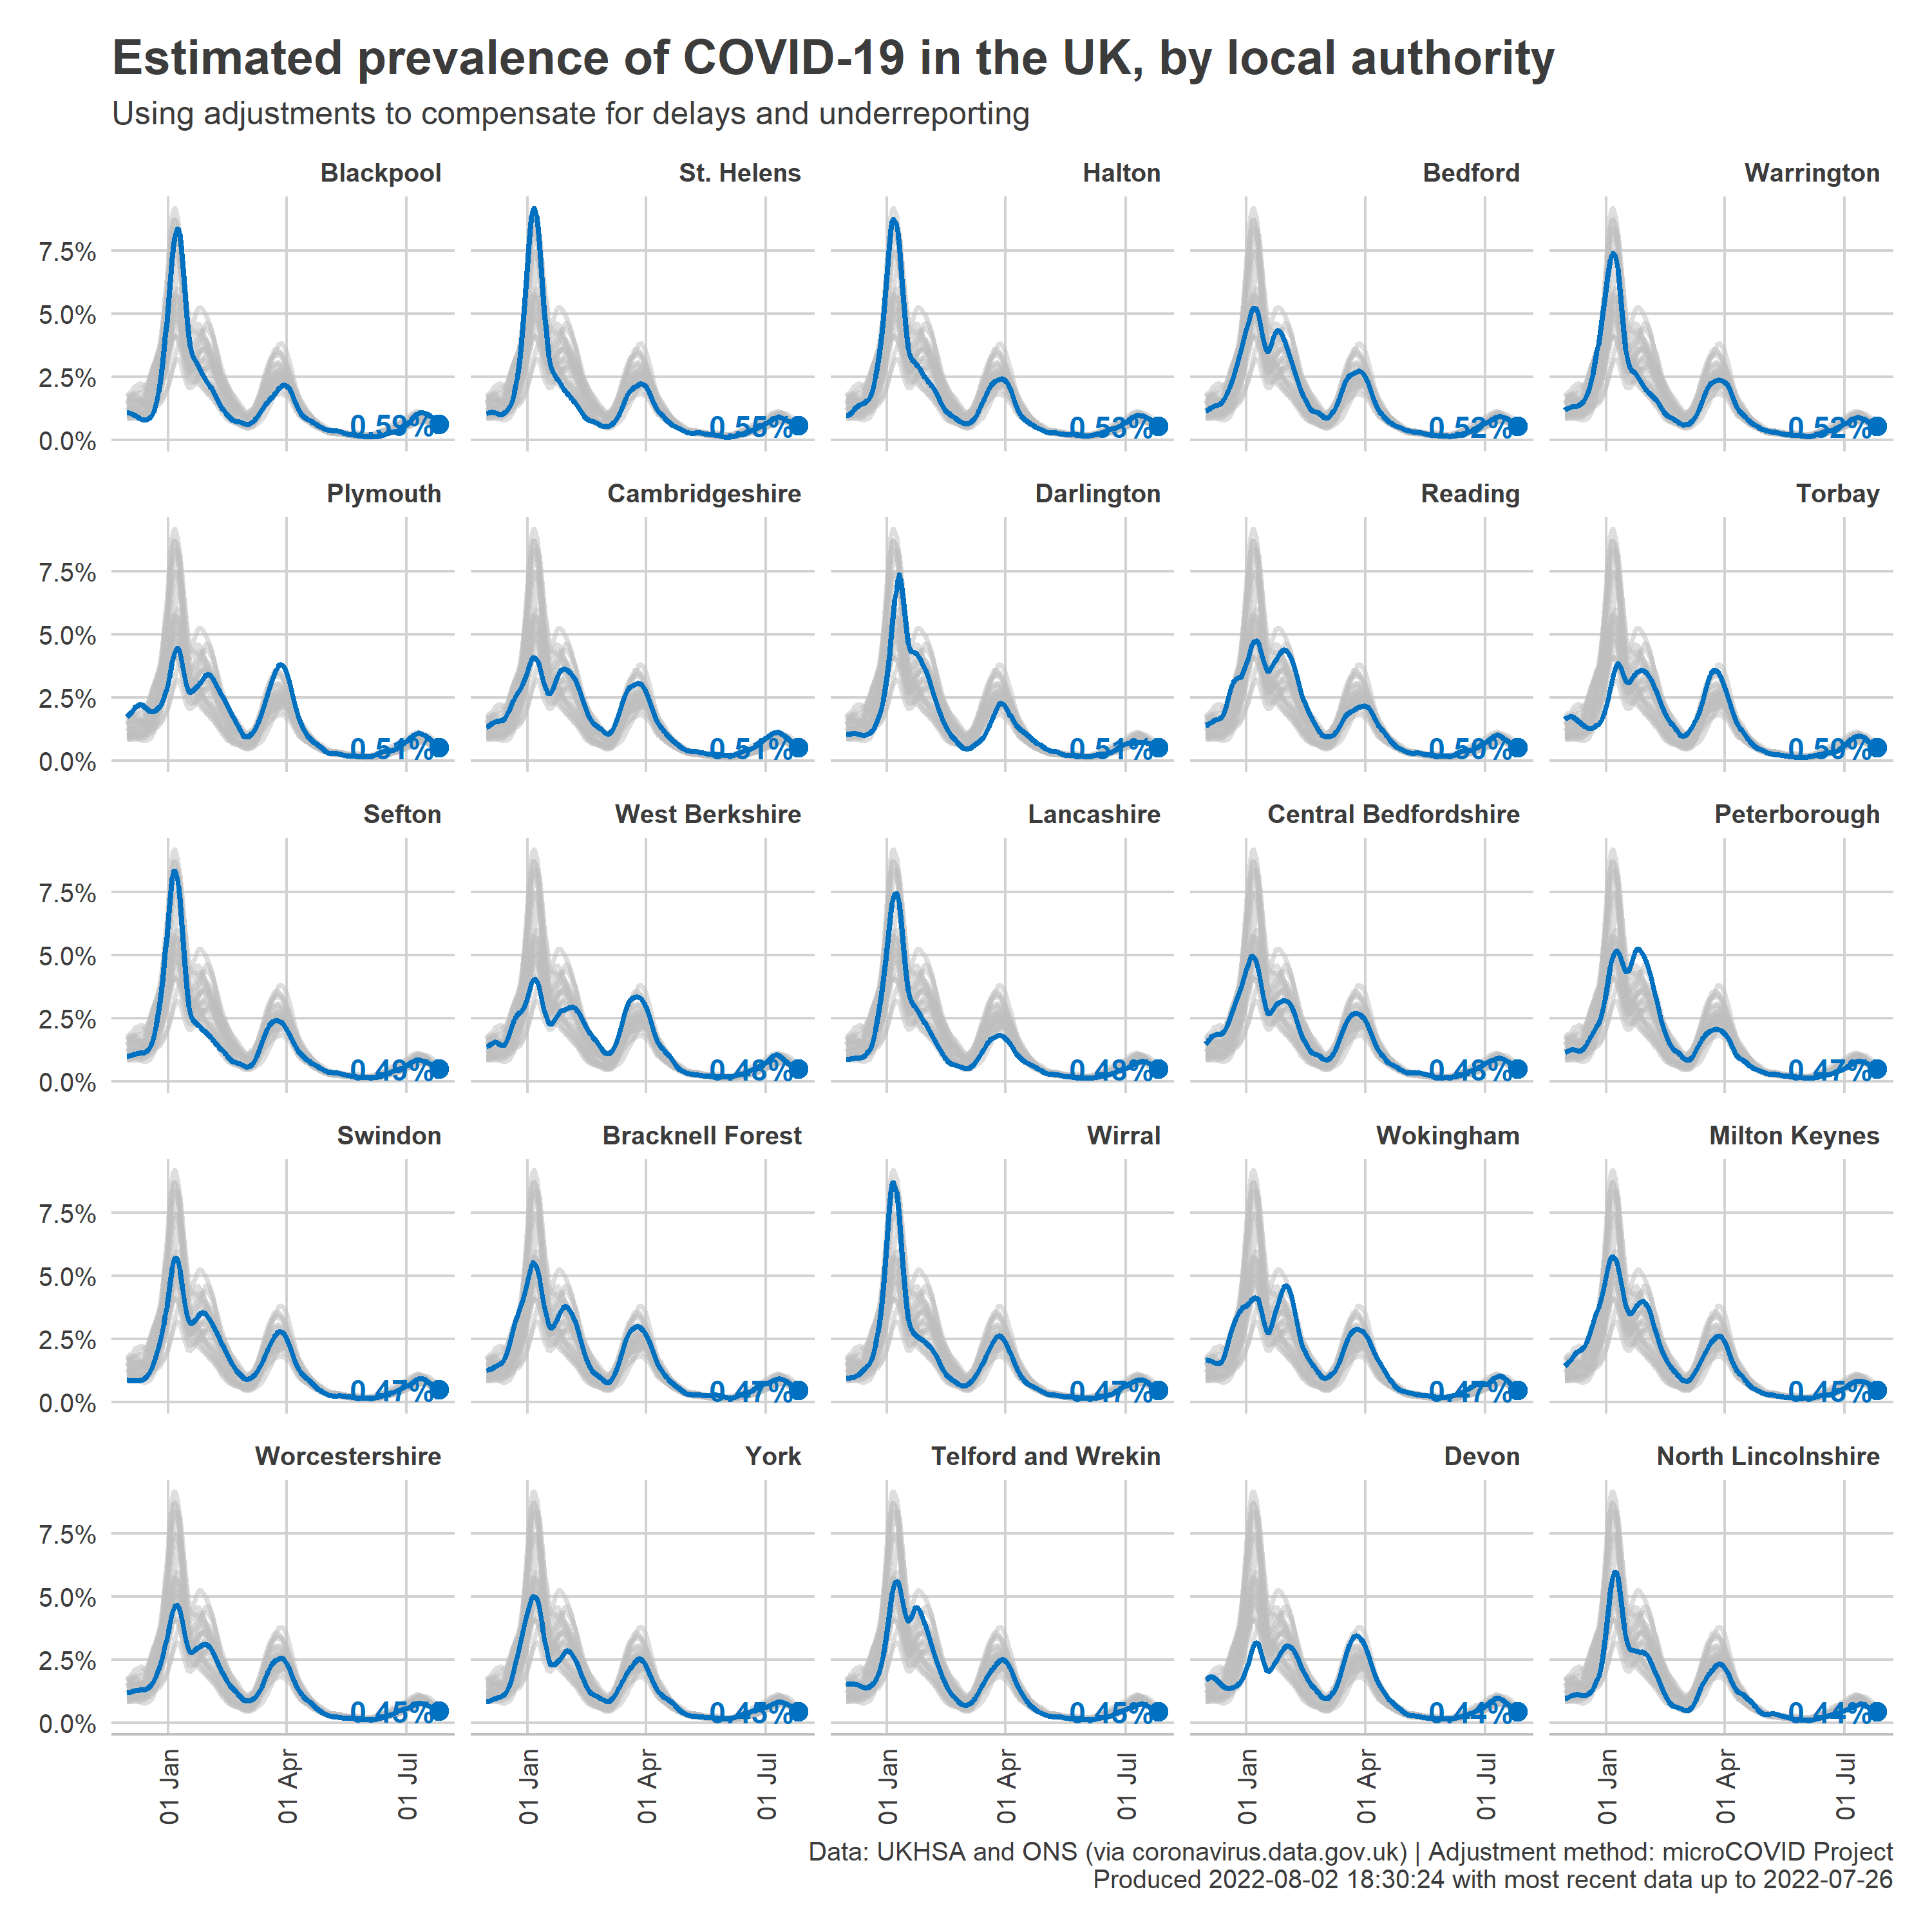 Estimated prevalence of COVID-19 in the UK, by local authority
Using adjustments to compensate for delays and underreporting
Blackpool St. Helens Halton Bedford Warrington
7.5%
5.0%
2.5%
0.0%
0.59% 0.55% 0.53% 0.52% 0.52%
Plymouth Cambridgeshire Darlington Reading Torbay
7.5%
5.0%
2.5%
0.0%
0.51% 0.51% 0.51% 0.50% 0.50%
Sefton West Berkshire Lancashire Central Bedfordshire Peterborough
7.5%
5.0%
2.5%
0.0%
0.49% 0.48% 0.48% 0.48% 0.47%
Swindon Bracknell Forest Wirral Wokingham Milton Keynes
7.5%
5.0%
2.5%
0.0%
0.47% 0.47% 0.47% 0.47% 0.45%
Worcestershire York Telford and Wrekin Devon North Lincolnshire
7.5%
5.0%
2.5%
0.0%
0.45% 0.45% 0.45% 0.44% 0.44%
01 Jan 01 Apr 01 Jul 01 Jan 01 Apr 01 Jul 01 Jan 01 Apr 01 Jul 01 Jan 01 Apr 01 Jul 01 Jan 01 Apr 01 Jul
Data: UKHSA and ONS (via coronavirus.data.gov.uk) | Adjustment method: microCOVID Project
Produced 2022-08-02 18:30:24 with most recent data up to 2022-07-26